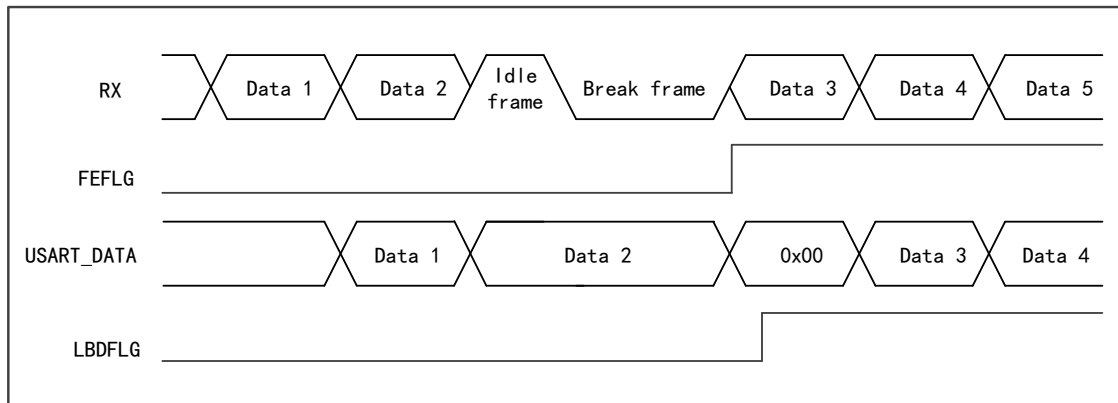 RX
Data 1
Data 2
Idle
frame
Break frame
Data 3
Data 4
Data 5
FEFLG
USART_DATA
Data 1
Data 2
0x00
Data 3
Data 4
LBDFLG